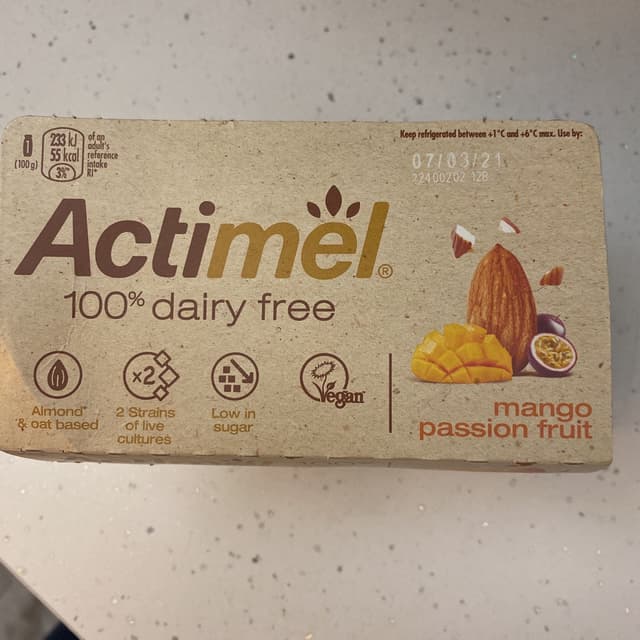 Keep refrigerated between +1°C and +6°C max. Use by:
07/03/21
22400202 12B
(100g)
233 kJ
55 kcal
3%*
of an
adult's
reference
intake
RI*
Actimel®
100% dairy free
×2
Vegan
Almond*
& oat based
2 Strains
of live
cultures
Low in
sugar
mango
passion fruit